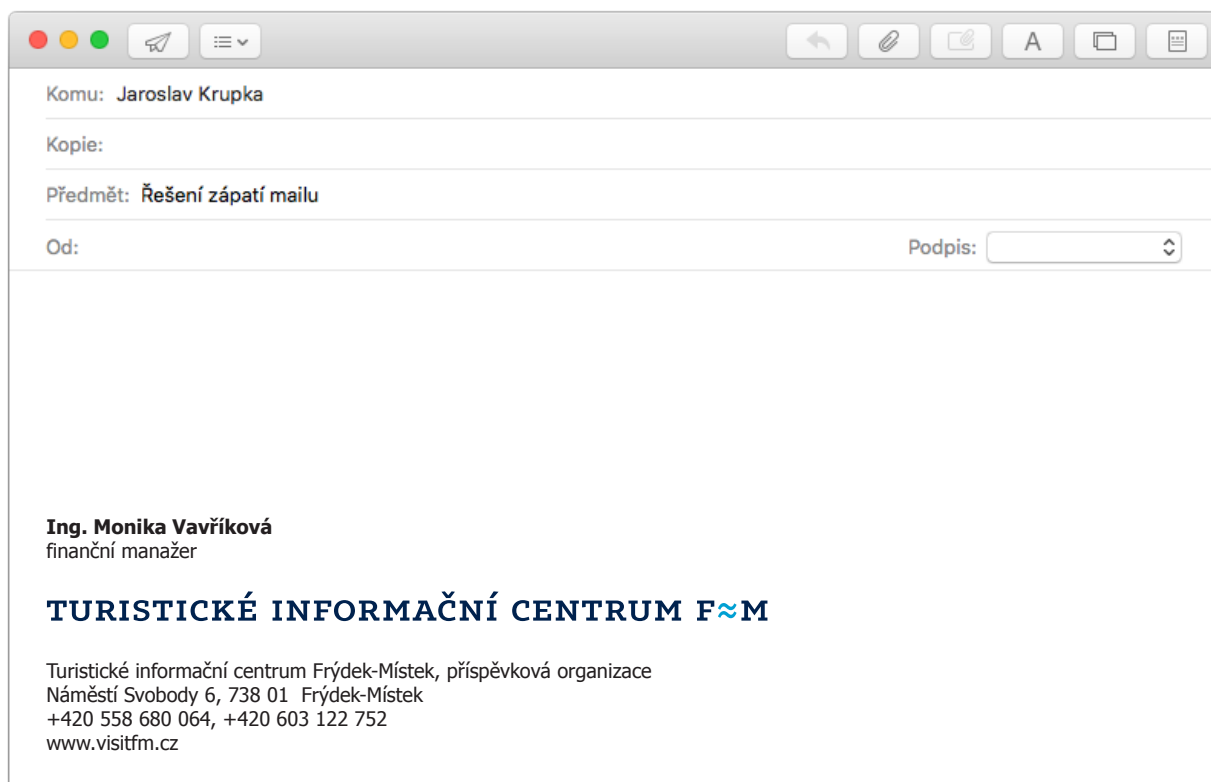 Komu: Jaroslav Krupka
Kopie:
Předmět: Řešení zápatí mailu
Od: Podpis:
Ing. Monika Vavříková
finanční manažer
TURISTICKÉ INFORMAČNÍ CENTRUM F≈M
Turistické informační centrum Frýdek-Místek, příspěvková organizace
Náměstí Svobody 6, 738 01  Frýdek-Místek
+420 558 680 064, +420 603 122 752
www.visitfm.cz